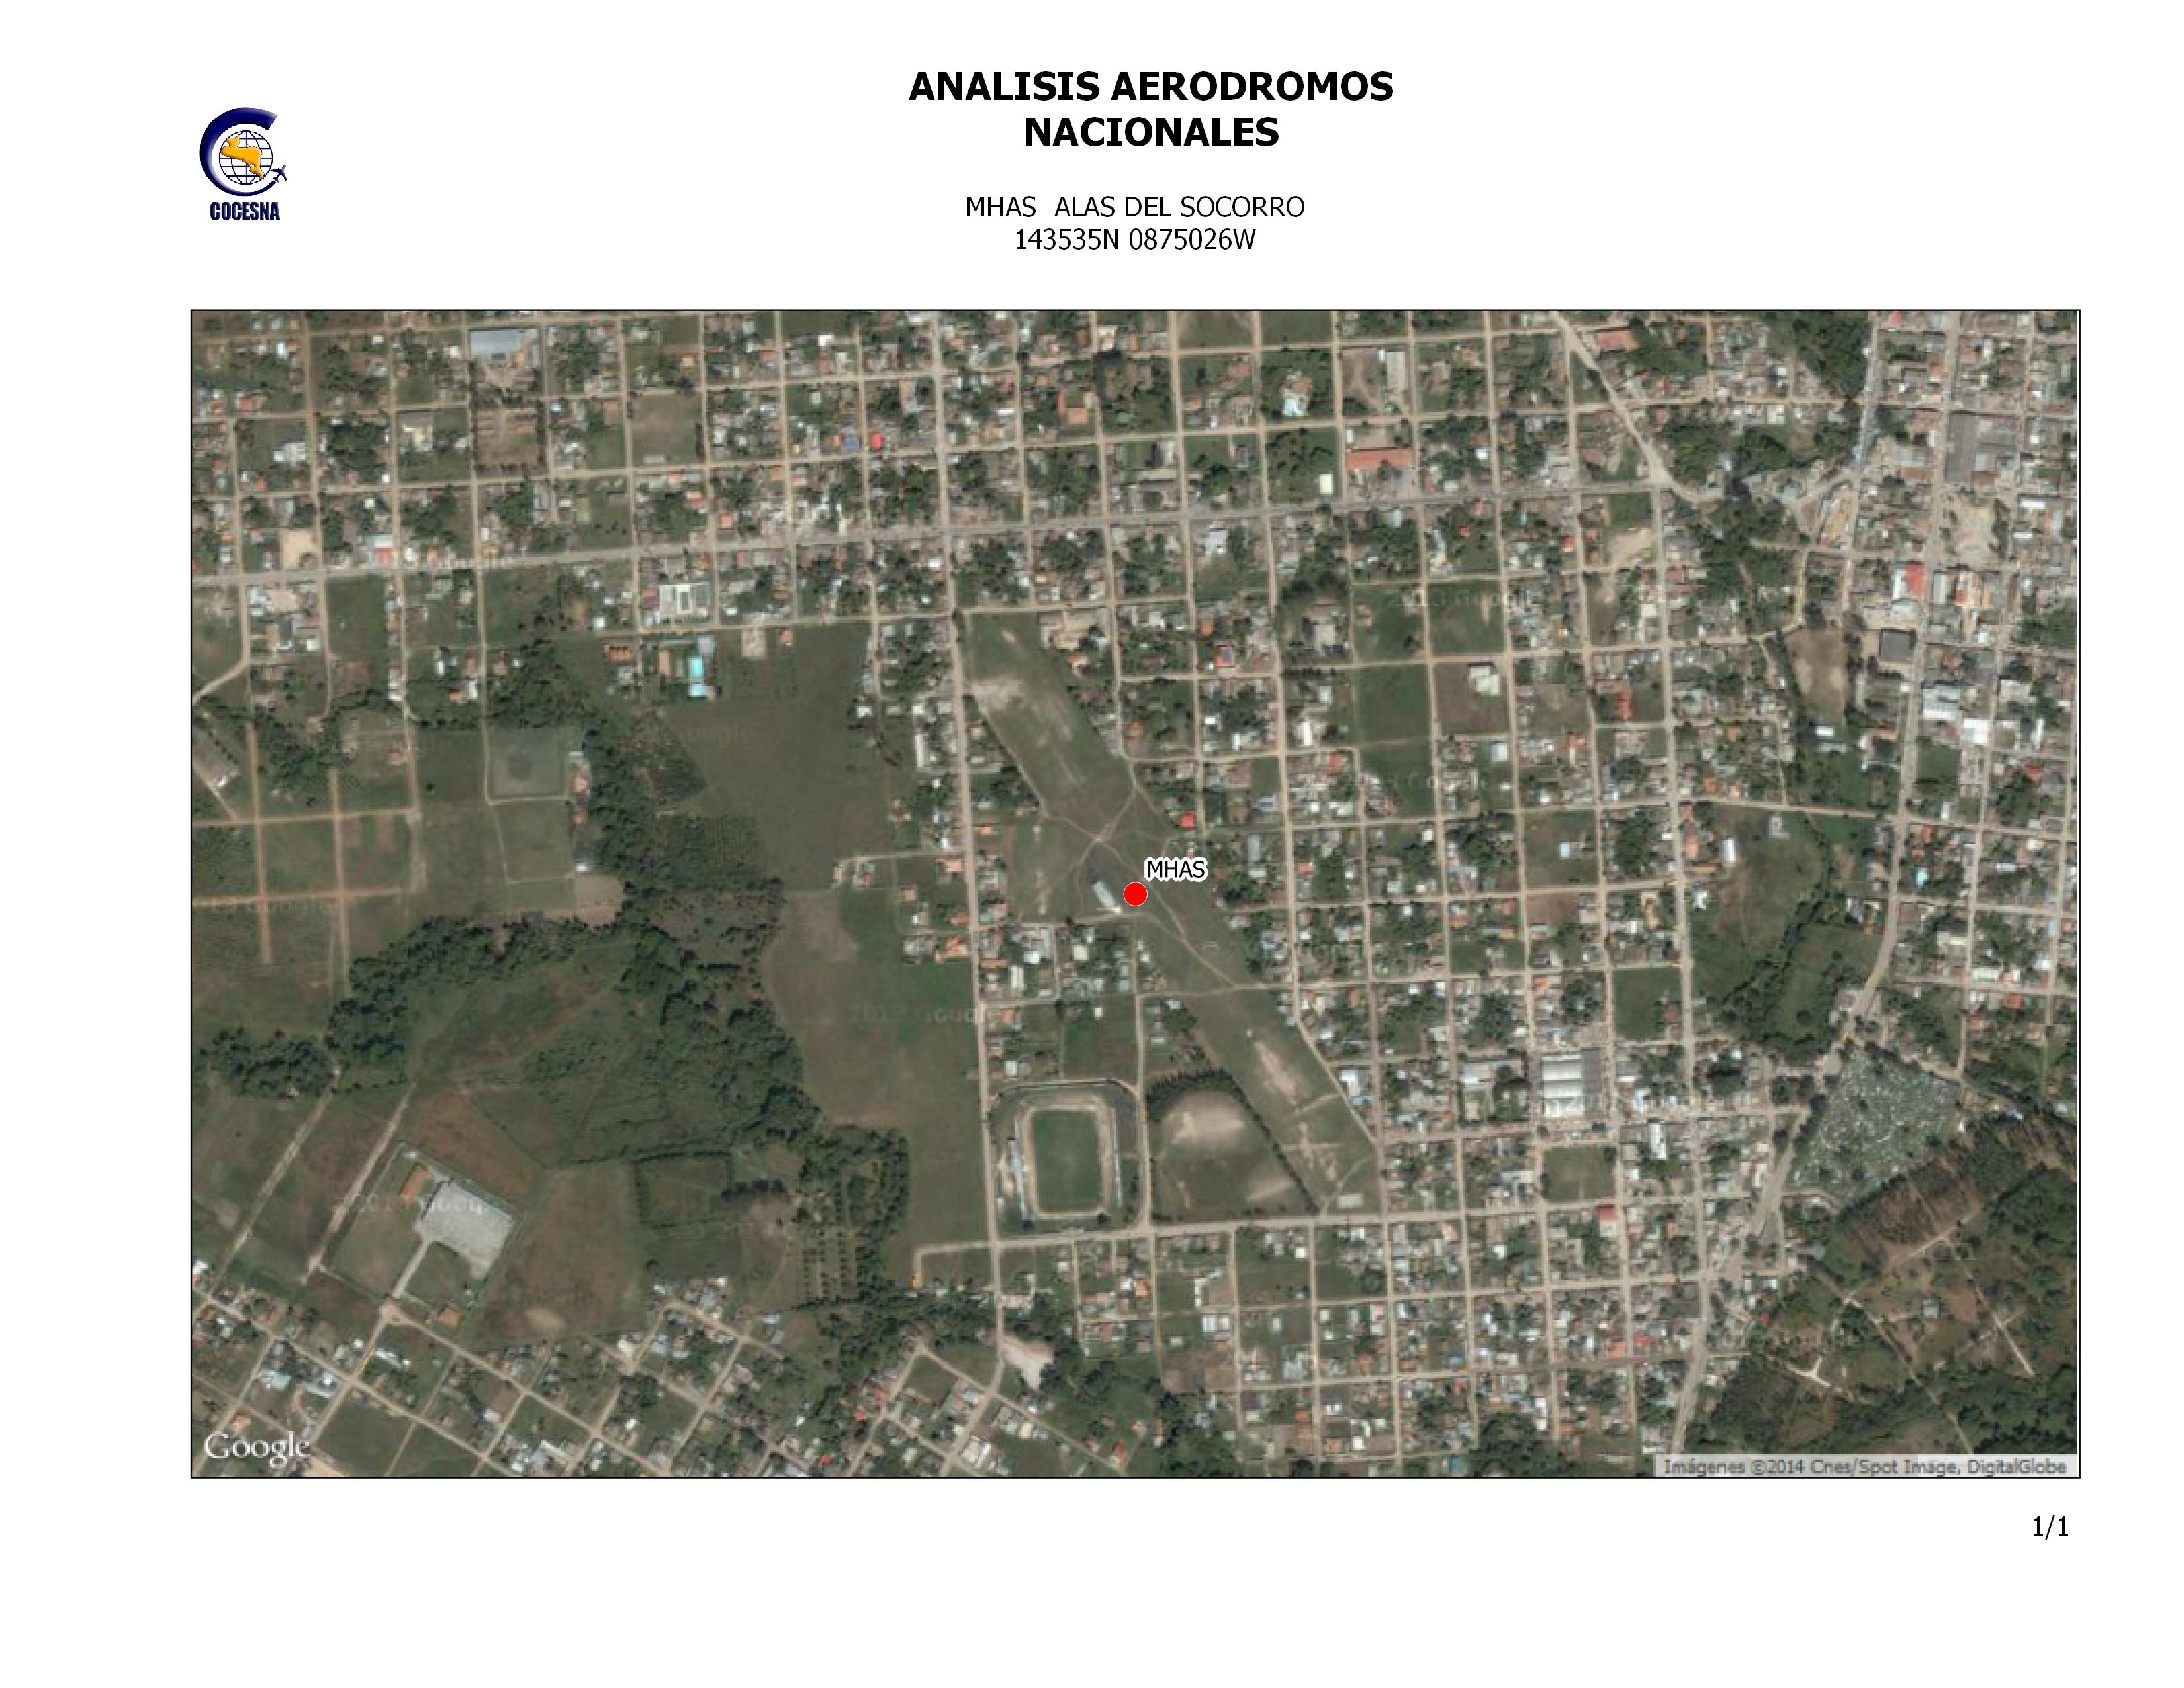 ANALISIS AERODROMOS
NACIONALES
COCESNA
MHAS ALAS DEL SOCORRO
143535N 0875026W
MHAS
Google
Imágenes ©2014 Cnes/Spot Image, DigitalGlobe
1/1